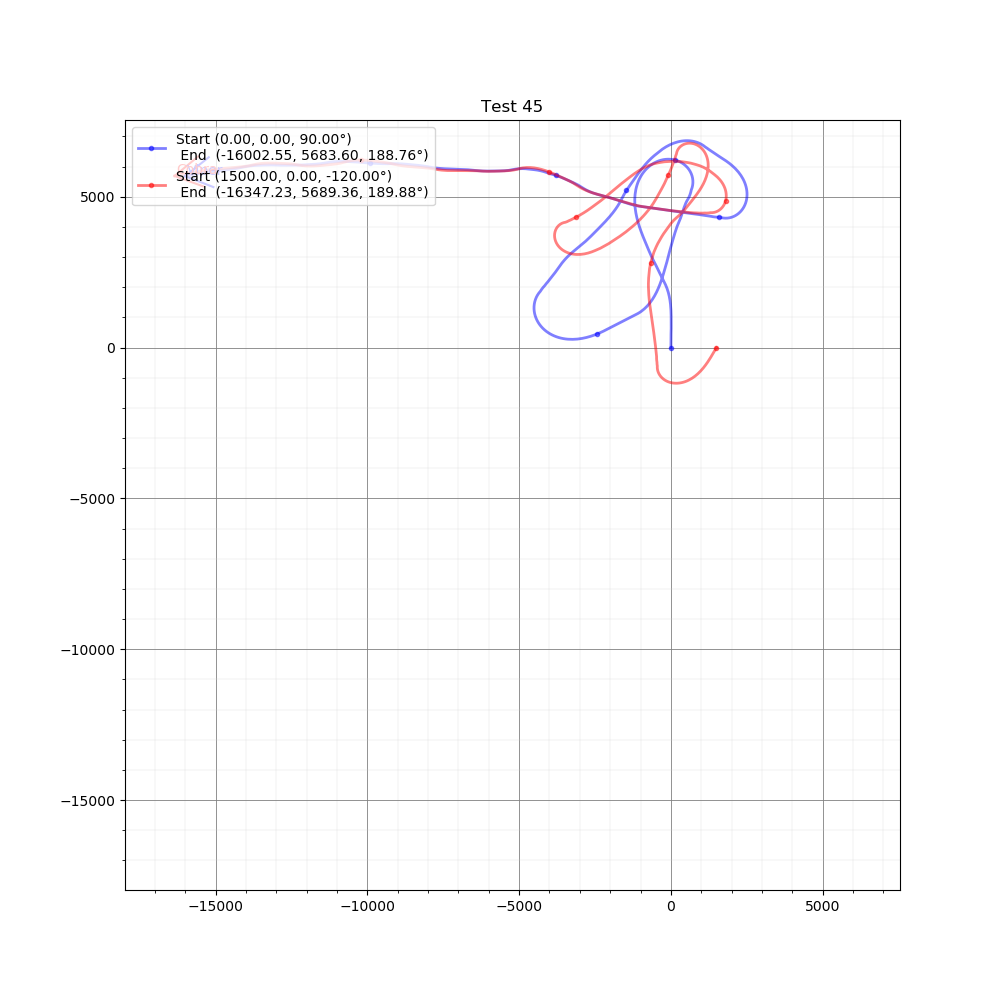 Test 45
Start (0.00, 0.00, 90.00°)
End  (-16002.55, 5683.60, 188.76°)
Start (1500.00, 0.00, -120.00°)
End  (-16347.23, 5689.36, 189.88°)
5000
0
−5000
−10000
−15000
−15000
−10000
−5000
0
5000